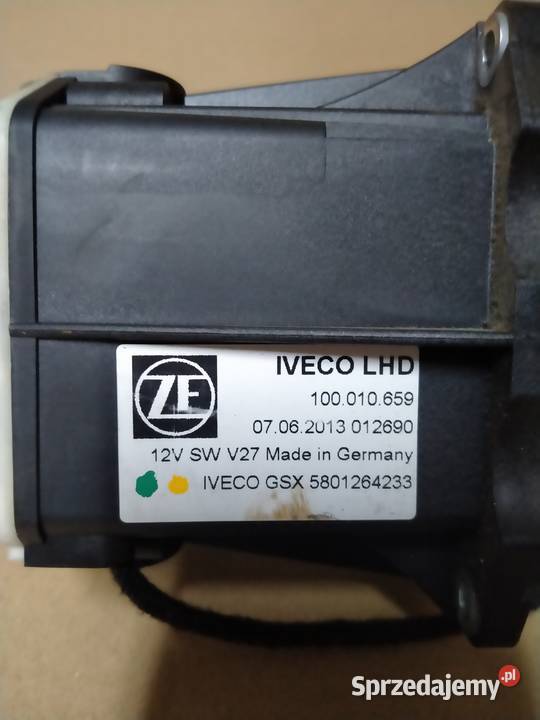 ZF
IVECO LHD
100.010.659
07.06.2013 012690
12V SW V27 Made in Germany
IVECO GSX 5801264233
Sprzedajemy.pl